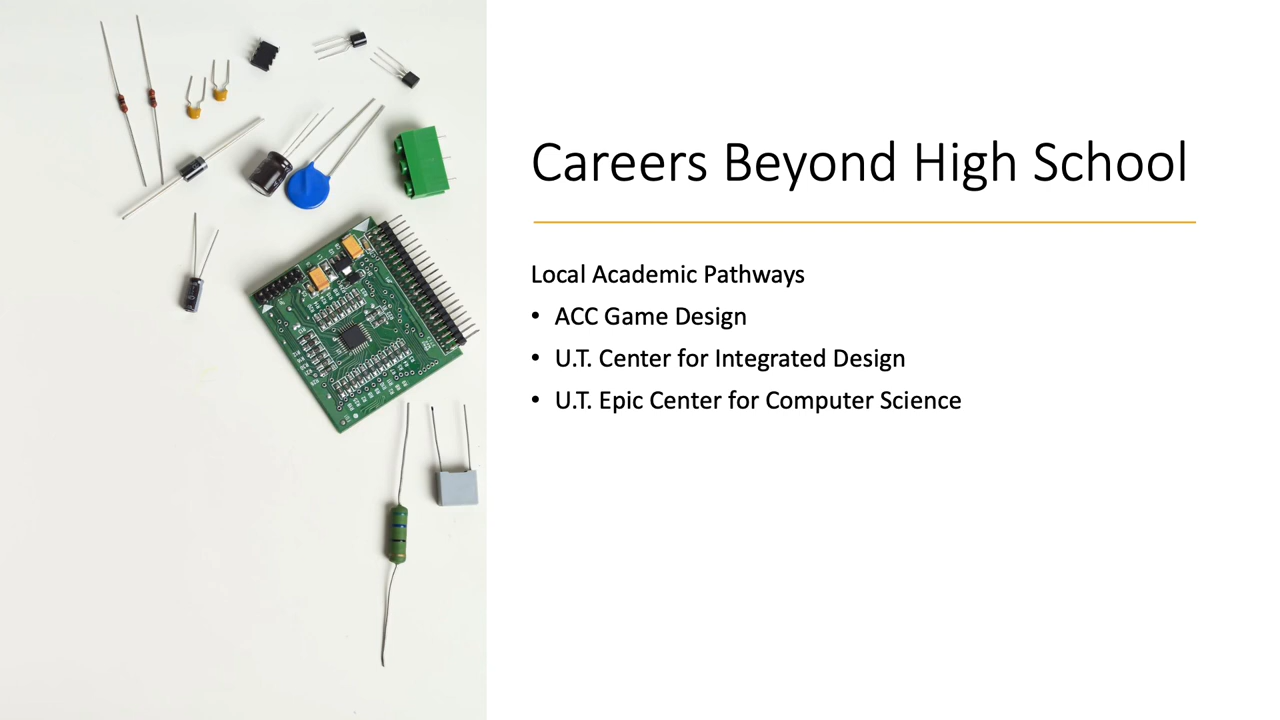 Careers Beyond High School
Local Academic Pathways
• ACC Game Design
• U.T. Center for Integrated Design
• U.T. Epic Center for Computer Science